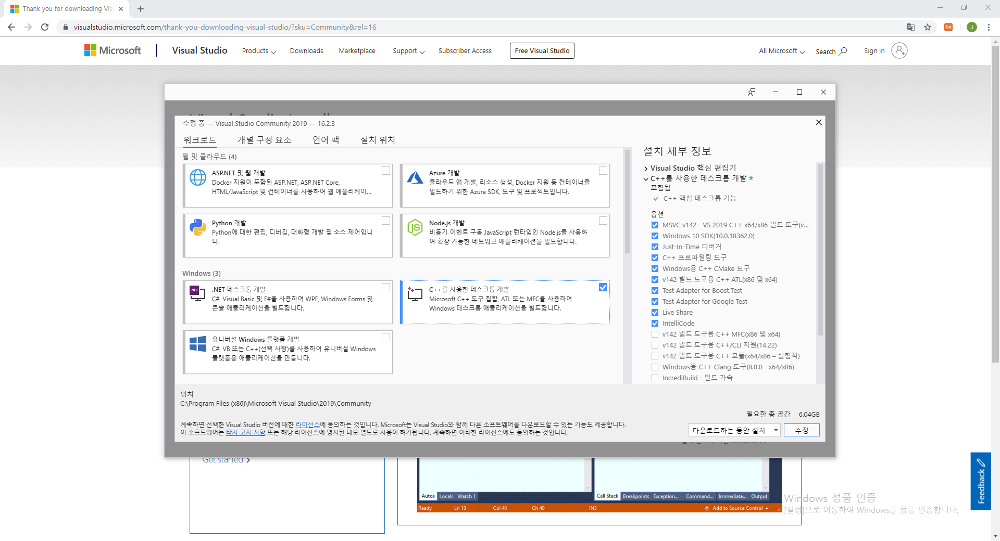 Thank you for downloading Vis
visualstudio.microsoft.com/thank-you-downloading-visual-studio/?sku=Community&rel=16
J
Microsoft
Visual Studio
Products
Downloads
Marketplace
Support
Subscriber Access
Free Visual Studio
All Microsoft
Search
Sign in
수정 중 — Visual Studio Community 2019 — 16.2.3
워크로드
개별 구성 요소
언어 팩
설치 위치
웹 및 클라우드 (4)
ASP.NET 및 웹 개발
Docker 지원이 포함된 ASP.NET, ASP.NET Core,
HTML/JavaScript 및 컨테이너를 사용하여 웹 애플리케이...
Azure 개발
클라우드 앱 개발, 리소스 생성, Docker 지원 등 컨테이너를
빌드하기 위한 Azure SDK, 도구 및 프로젝트입니다.
Python 개발
Python에 대한 편집, 디버깅, 대화형 개발 및 소스 제어입니
다.
Node.js 개발
비동기 이벤트 구동 JavaScript 런타임인 Node.js를 사용하
여 확장 가능한 네트워크 애플리케이션을 빌드합니다.
Windows (3)
.NET
.NET 데스크톱 개발
C#, Visual Basic 및 F#을 사용하여 WPF, Windows Forms 및
콘솔 애플리케이션을 빌드합니다.
C++를 사용한 데스크톱 개발
Microsoft C++ 도구 집합, ATL 또는 MFC를 사용하여
Windows 데스크톱 애플리케이션을 빌드합니다.
유니버설 Windows 플랫폼 개발
C#, VB 또는 C++(선택 사항)를 사용하여 유니버설 Windows
플랫폼용 애플리케이션을 만듭니다.
설치 세부 정보
Visual Studio 핵심 편집기
C++를 사용한 데스크톱 개발 *
포함됨
C++ 핵심 데스크톱 기능
옵션
MSVC v142 - VS 2019 C++ x64/x86 빌드 도구(v...
Windows 10 SDK(10.0.18362.0)
Just-In-Time 디버거
C++ 프로파일링 도구
Windows용 C++ CMake 도구
v142 빌드 도구용 C++ ATL(x86 및 x64)
Test Adapter for Boost.Test
Test Adapter for Google Test
Live Share
IntelliCode
v142 빌드 도구용 C++ MFC(x86 및 x64)
v142 빌드 도구용 C++/CLI 지원(14.22)
v142 빌드 도구용 C++ 모듈(x64/x86 – 실험적)
Windows용 C++ Clang 도구(8.0.0 - x64/x86)
IncrediBuild - 빌드 가속
위치
C:\Program Files (x86)\Microsoft Visual Studio\2019\Community
필요한 총 공간 6.04GB
계속하면 선택한 Visual Studio 버전에 대한 라이선스에 동의하는 것입니다. Microsoft는 Visual Studio와 함께 다른 소프트웨어를 다운로드할 수 있는 기능도 제공합니다.
이 소프트웨어는 타사 고지 사항 또는 해당 라이선스에 명시된 대로 별도로 사용이 허가됩니다. 계속하면 이러한 라이선스에도 동의하는 것입니다.
다운로드하는 동안 설치
수정
Get started
Autos Locals Watch 1
Call Stack Breakpoints Exception... Command... Immediate... Output
Ready Ln 13 Col 40 Ch 40 INS Add to Source Control
Windows 정품 인증
[설정]으로 이동하여 Windows를 정품 인증합니다.
Feedback